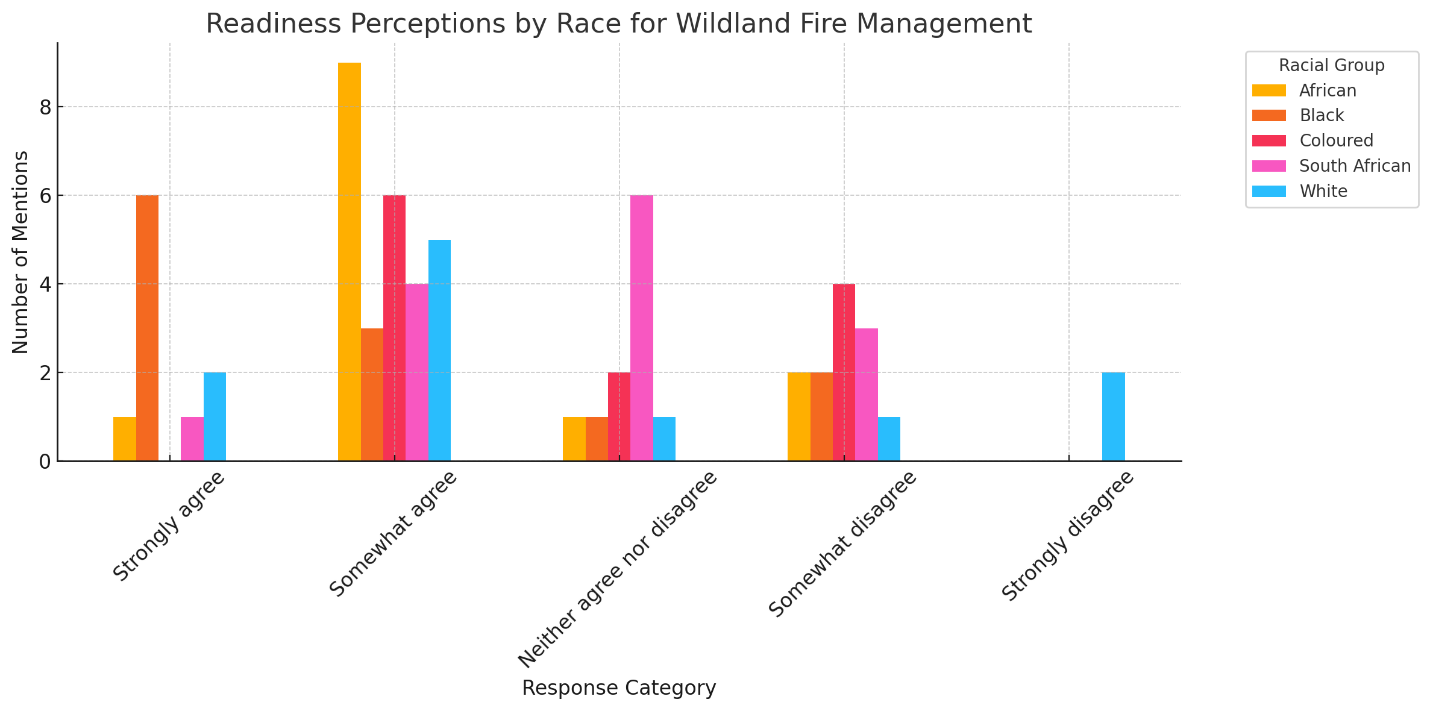 Readiness Perceptions by Race for Wildland Fire Management
Number of Mentions
8
6
4
2
0
Strongly agree
Somewhat agree
Neither agree nor disagree
Somewhat disagree
Strongly disagree
Response Category
Racial Group
African
Black
Coloured
South African
White